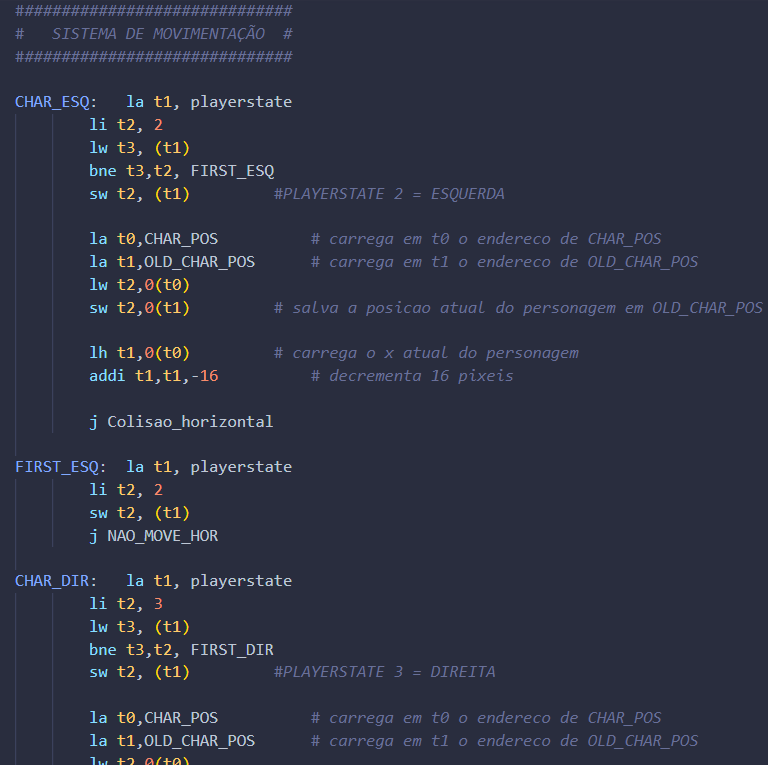 ##############################
#   SISTEMA DE MOVIMENTAÇÃO  #
##############################
CHAR_ESQ:   la t1, playerstate
li t2, 2
lw t3, (t1)
bne t3,t2, FIRST_ESQ
sw t2, (t1)         #PLAYERSTATE 2 = ESQUERDA
la t0,CHAR_POS          # carrega em t0 o endereco de CHAR_POS
la t1,OLD_CHAR_POS      # carrega em t1 o endereco de OLD_CHAR_POS
lw t2,0(t0)
sw t2,0(t1)         # salva a posicao atual do personagem em OLD_CHAR_POS
lh t1,0(t0)         # carrega o x atual do personagem
addi t1,t1,-16          # decrementa 16 pixeis
j Colisao_horizontal
FIRST_ESQ:  la t1, playerstate
li t2, 2
sw t2, (t1)
j NAO_MOVE_HOR
CHAR_DIR:   la t1, playerstate
li t2, 3
lw t3, (t1)
bne t3,t2, FIRST_DIR
sw t2, (t1)         #PLAYERSTATE 3 = DIREITA
la t0,CHAR_POS          # carrega em t0 o endereco de CHAR_POS
la t1,OLD_CHAR_POS      # carrega em t1 o endereco de OLD_CHAR_POS
lw t2,0(t0)